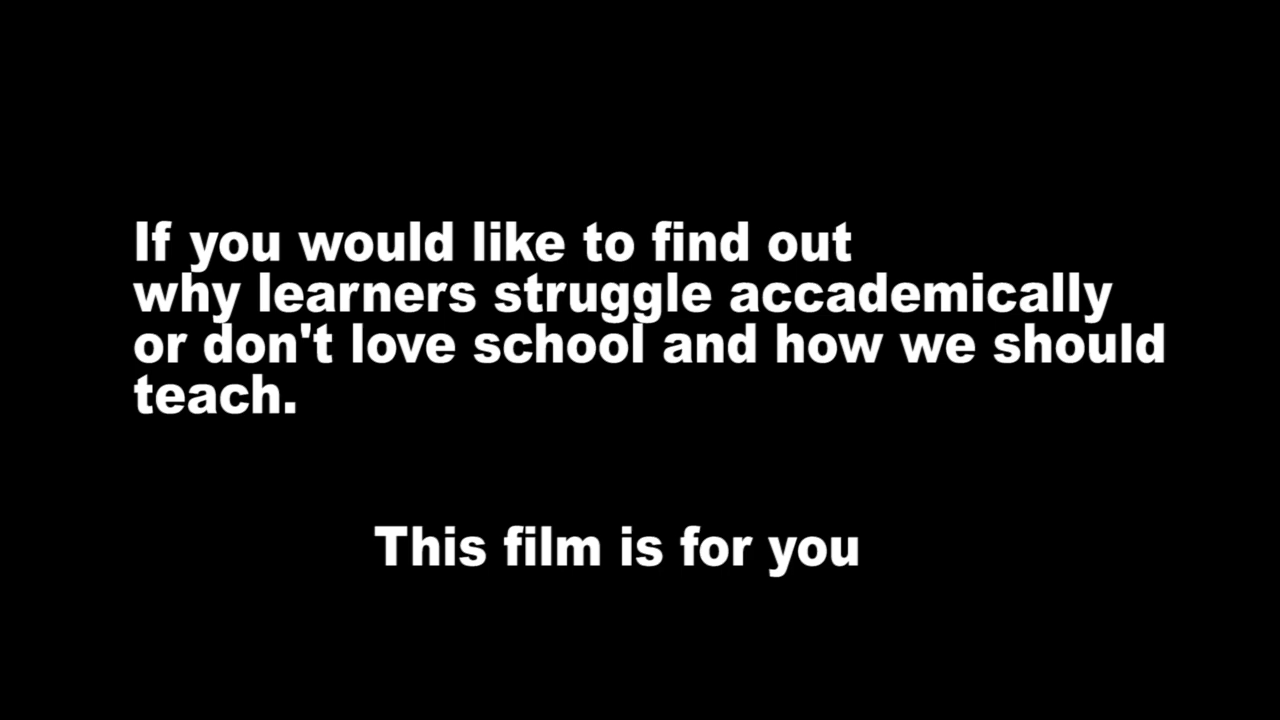 If you would like to find out
why learners struggle accademically
or don't love school and how we should
teach.
This film is for you